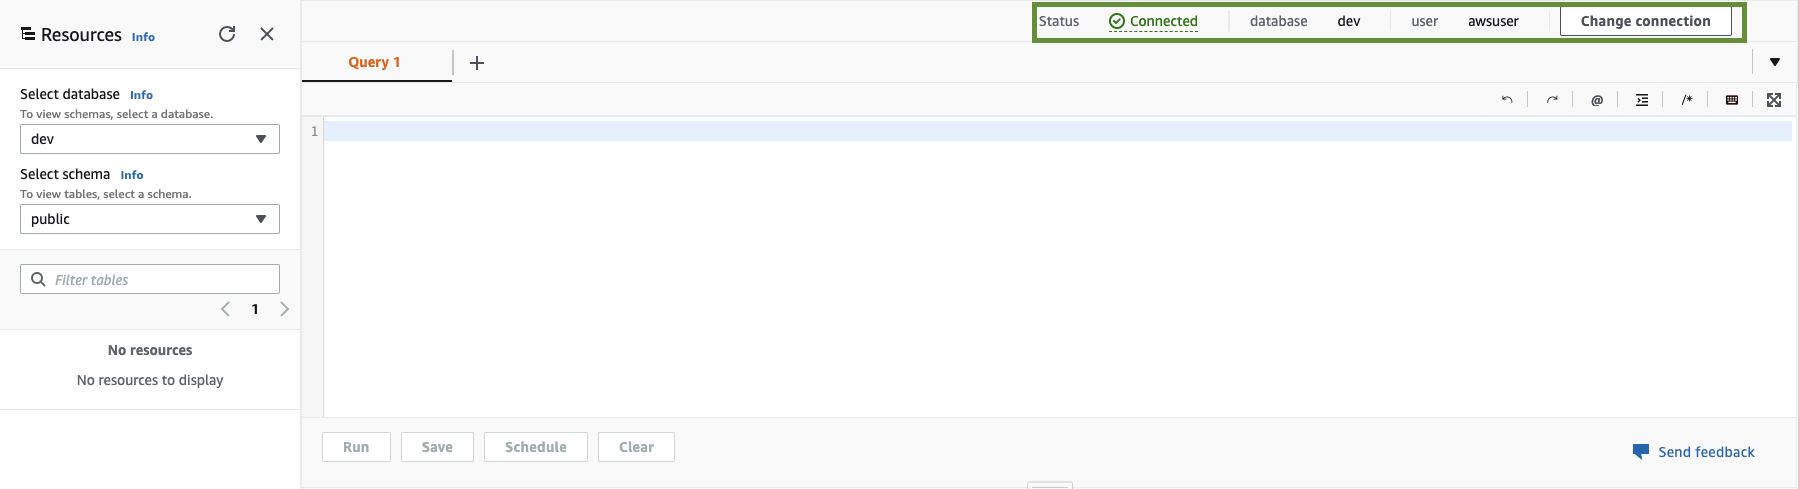 Resources Info
Status Connected database dev user awsuser Change connection
Query 1 +
Select database Info
To view schemas, select a database.
dev
Select schema Info
To view tables, select a schema.
public
Filter tables
< 1 >
No resources
No resources to display
@ /*
1
Run Save Schedule Clear
Send feedback